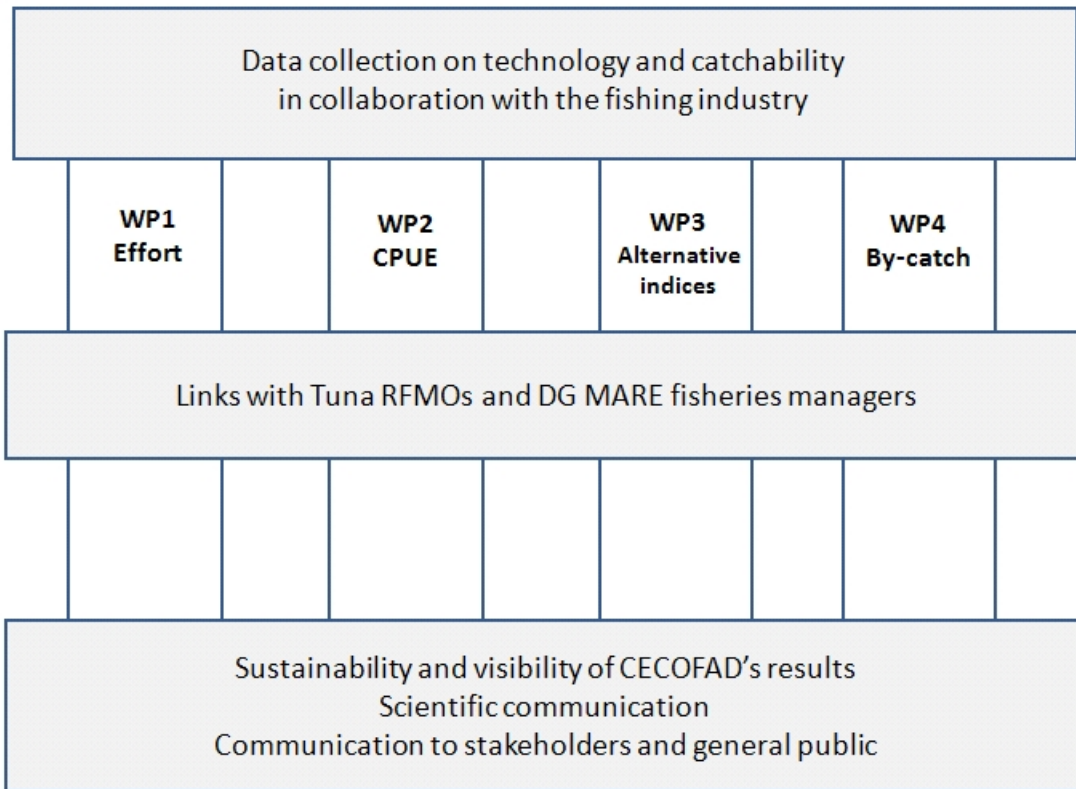 Data collection on technology and catchability
in collaboration with the fishing industry
WP1
Effort
WP2
CPUE
WP3
Alternative
indices
WP4
By-catch
Links with Tuna RFMOs and DG MARE fisheries managers
Sustainability and visibility of CECOFAD’s results
Scientific communication
Communication to stakeholders and general public